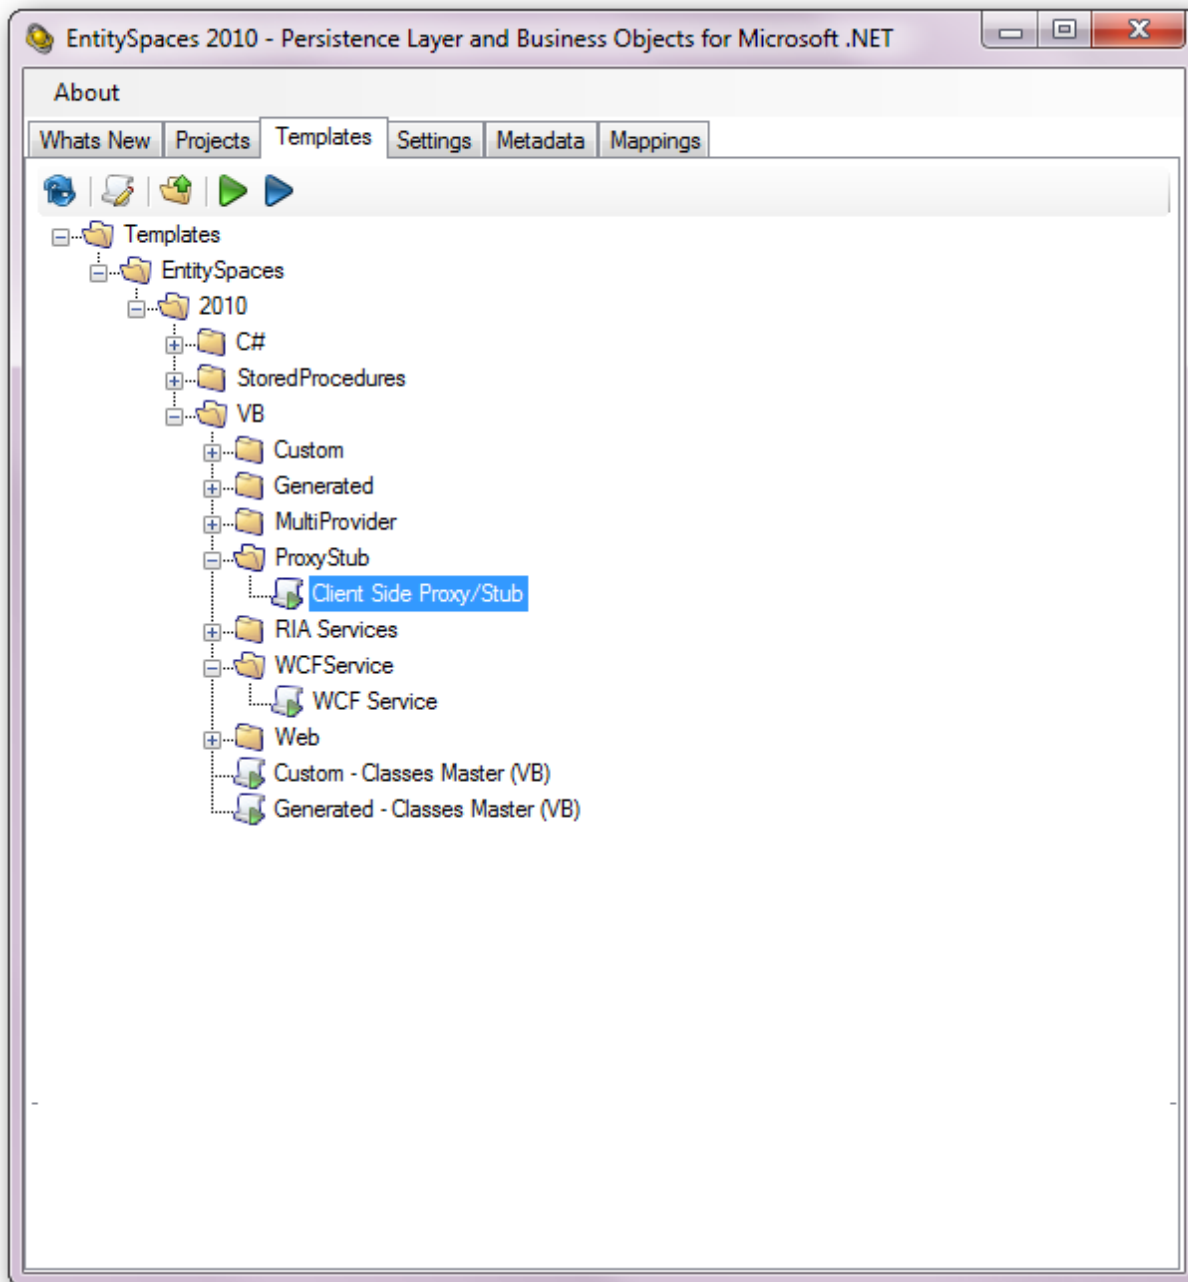 EntitySpaces 2010 - Persistence Layer and Business Objects for Microsoft .NET
About
Whats New Projects Templates Settings Metadata Mappings
Templates
EntitySpaces
2010
C#
StoredProcedures
VB
Custom
Generated
MultiProvider
ProxyStub
Client Side Proxy/Stub
RIA Services
WCFService
WCF Service
Web
Custom - Classes Master (VB)
Generated - Classes Master (VB)